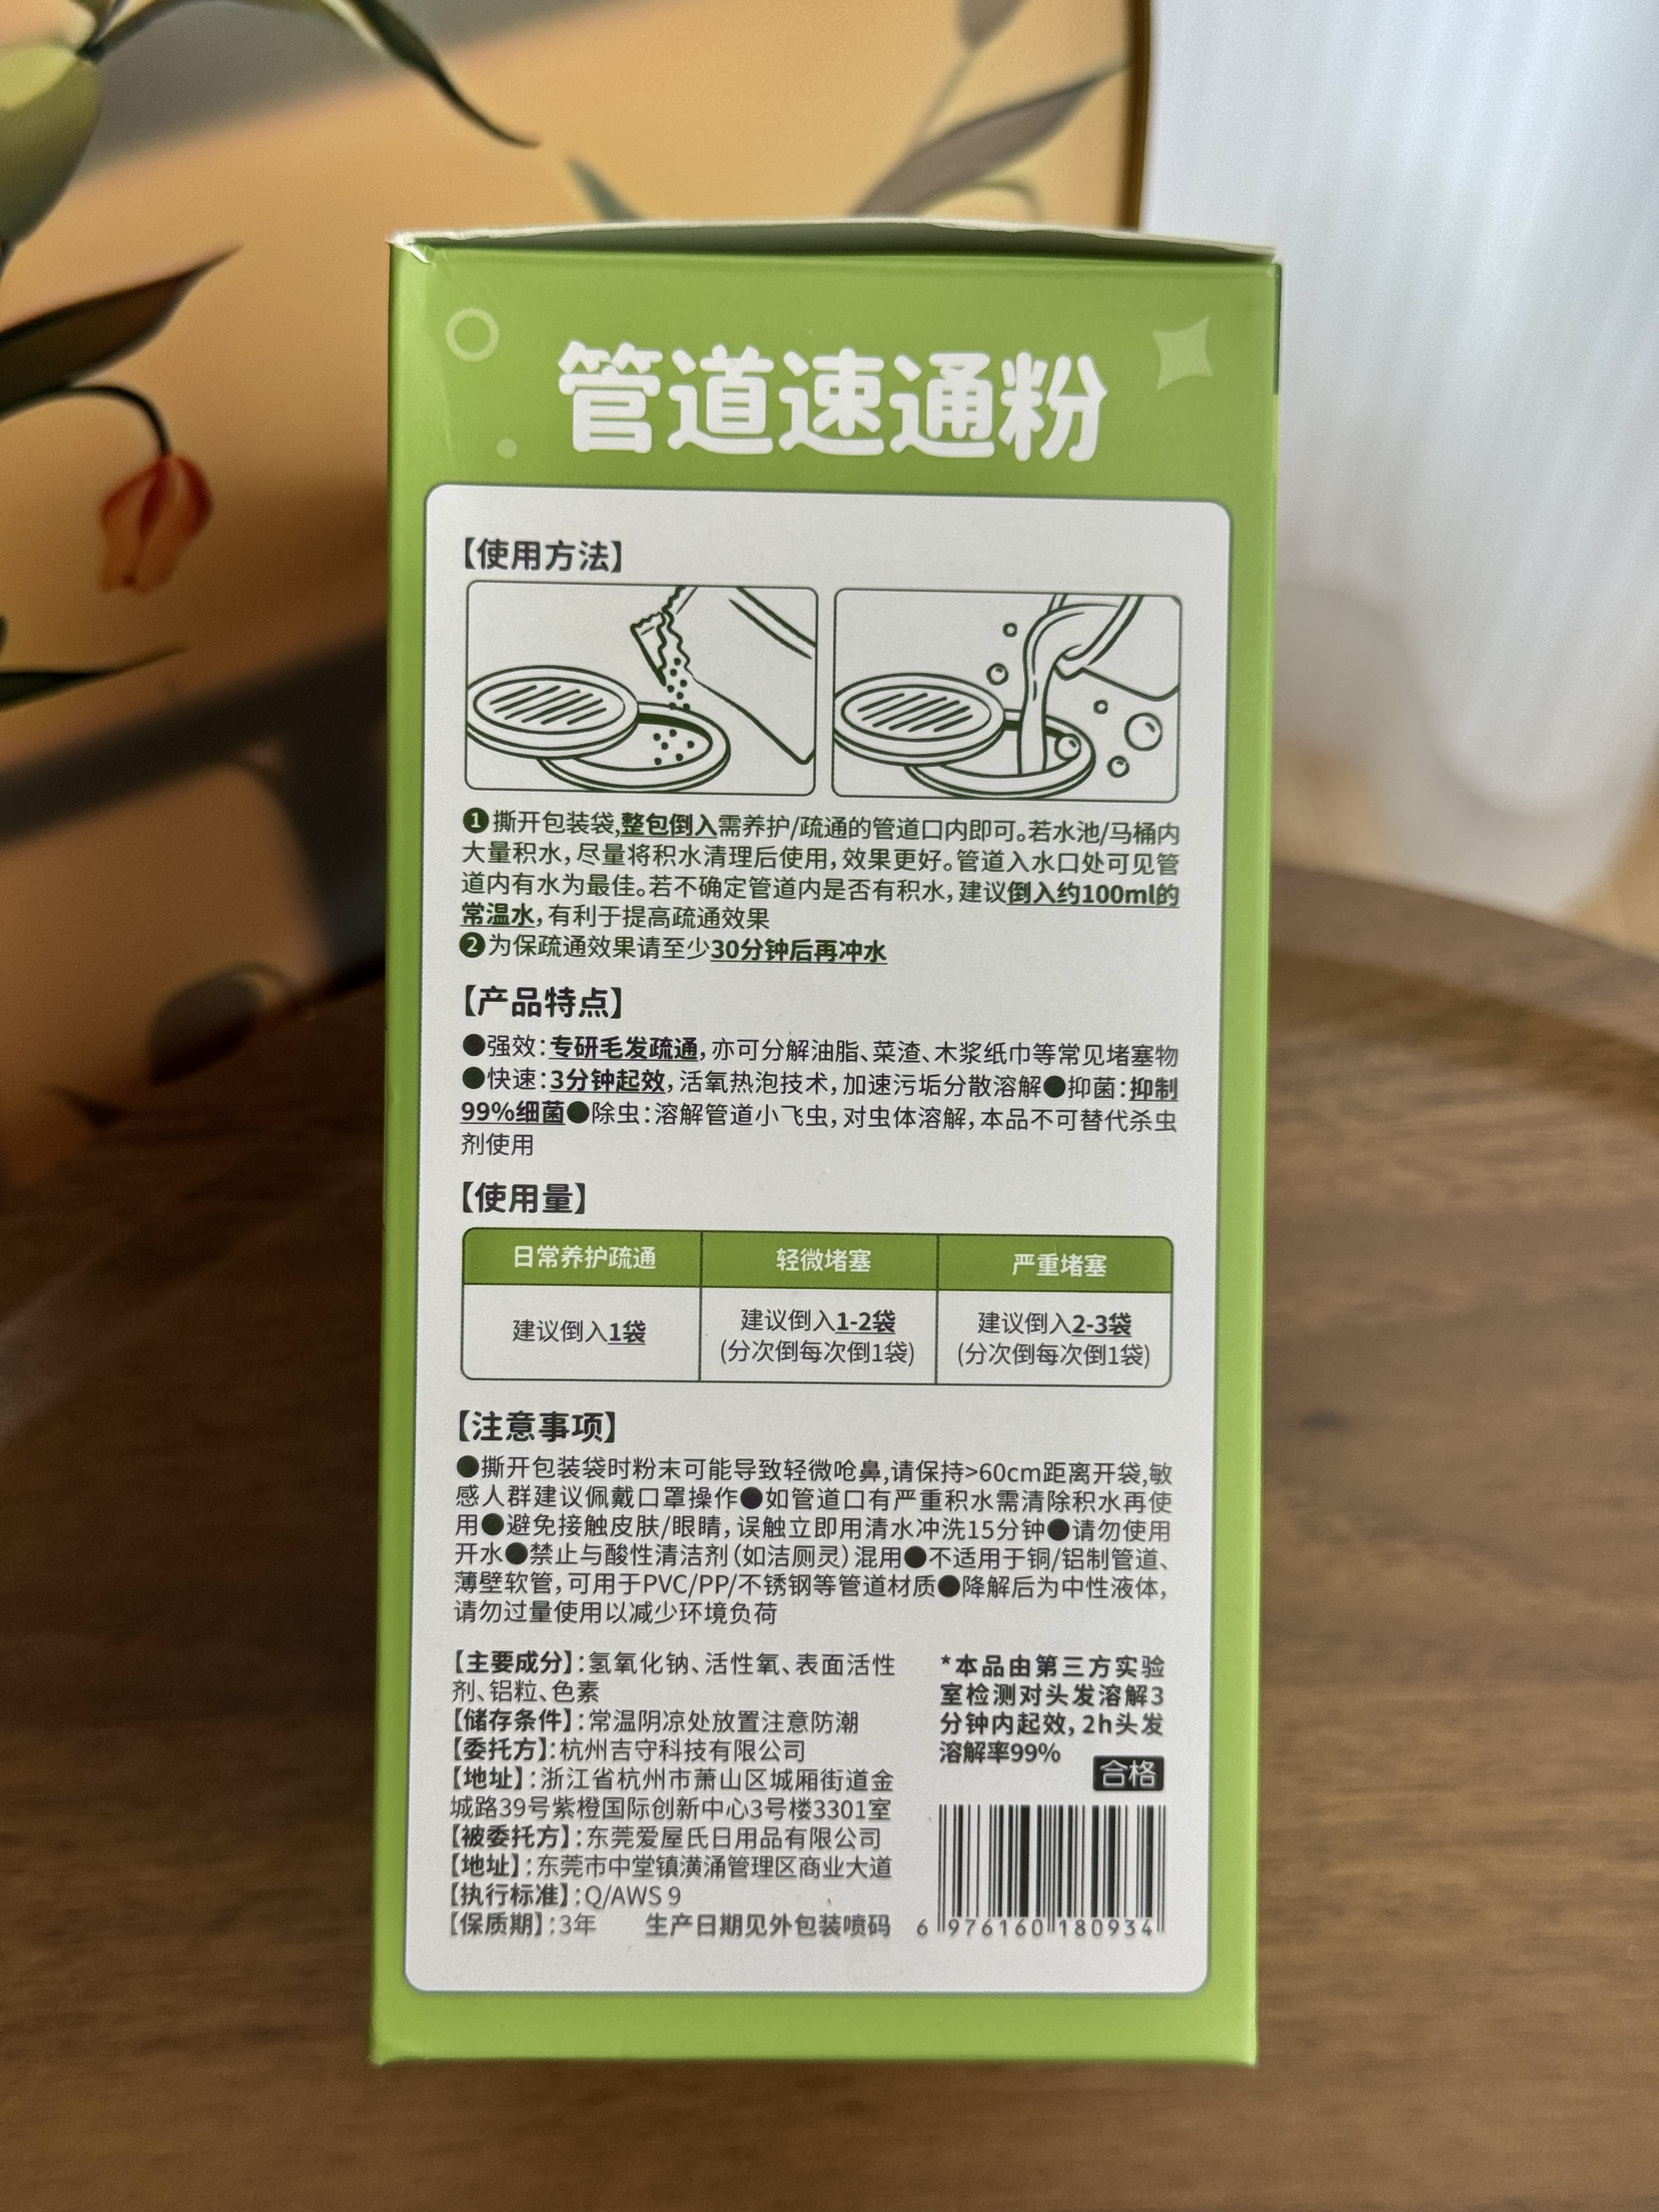 管道速通粉
【使用方法】
❶撕开包装袋,整包倒入需养护/疏通的管道口内即可。若水池/马桶内
大量积水,尽量将积水清理后使用,效果更好。管道入水口处可见管
道内有水为最佳。若不确定管道内是否有积水,建议倒入约100ml的
常温水,有利于提高疏通效果
❷为保疏通效果请至少30分钟后再冲水
【产品特点】
●强效:专研毛发疏通,亦可分解油脂、菜渣、木浆纸巾等常见堵塞物
●快速:3分钟起效,活氧热泡技术,加速污垢分散溶解●抑菌:抑制
99%细菌●除虫:溶解管道小飞虫,对虫体溶解,本品不可替代杀虫
剂使用
【使用量】
日常养护疏通 轻微堵塞 严重堵塞
建议倒入1袋 建议倒入1-2袋 建议倒入2-3袋
(分次倒每次倒1袋) (分次倒每次倒1袋)
【注意事项】
●撕开包装袋时粉末可能导致轻微呛鼻,请保持>60cm距离开袋,敏
感人群建议佩戴口罩操作●如管道口有严重积水需清除积水再使
用●避免接触皮肤/眼睛,误触立即用清水冲洗15分钟●请勿使用
开水●禁止与酸性清洁剂(如洁厕灵)混用●不适用于铜/铝制管道、
薄壁软管,可用于PVC/PP/不锈钢等管道材质●降解后为中性液体,
请勿过量使用以减少环境负荷
【主要成分】:氢氧化钠、活性氧、表面活性
剂、铝粒、色素
【储存条件】:常温阴凉处放置注意防潮
【委托方】:杭州吉守科技有限公司
【地址】:浙江省杭州市萧山区城厢街道金
城路39号紫橙国际创新中心3号楼3301室
【被委托方】:东莞爱屋氏日用品有限公司
【地址】:东莞市中堂镇潢涌管理区商业大道
【执行标准】:Q/AWS 9
【保质期】:3年 生产日期见外包装喷码
*本品由第三方实验
室检测对头发溶解3
分钟内起效,2h头发
溶解率99%
合格
6 976160 180934